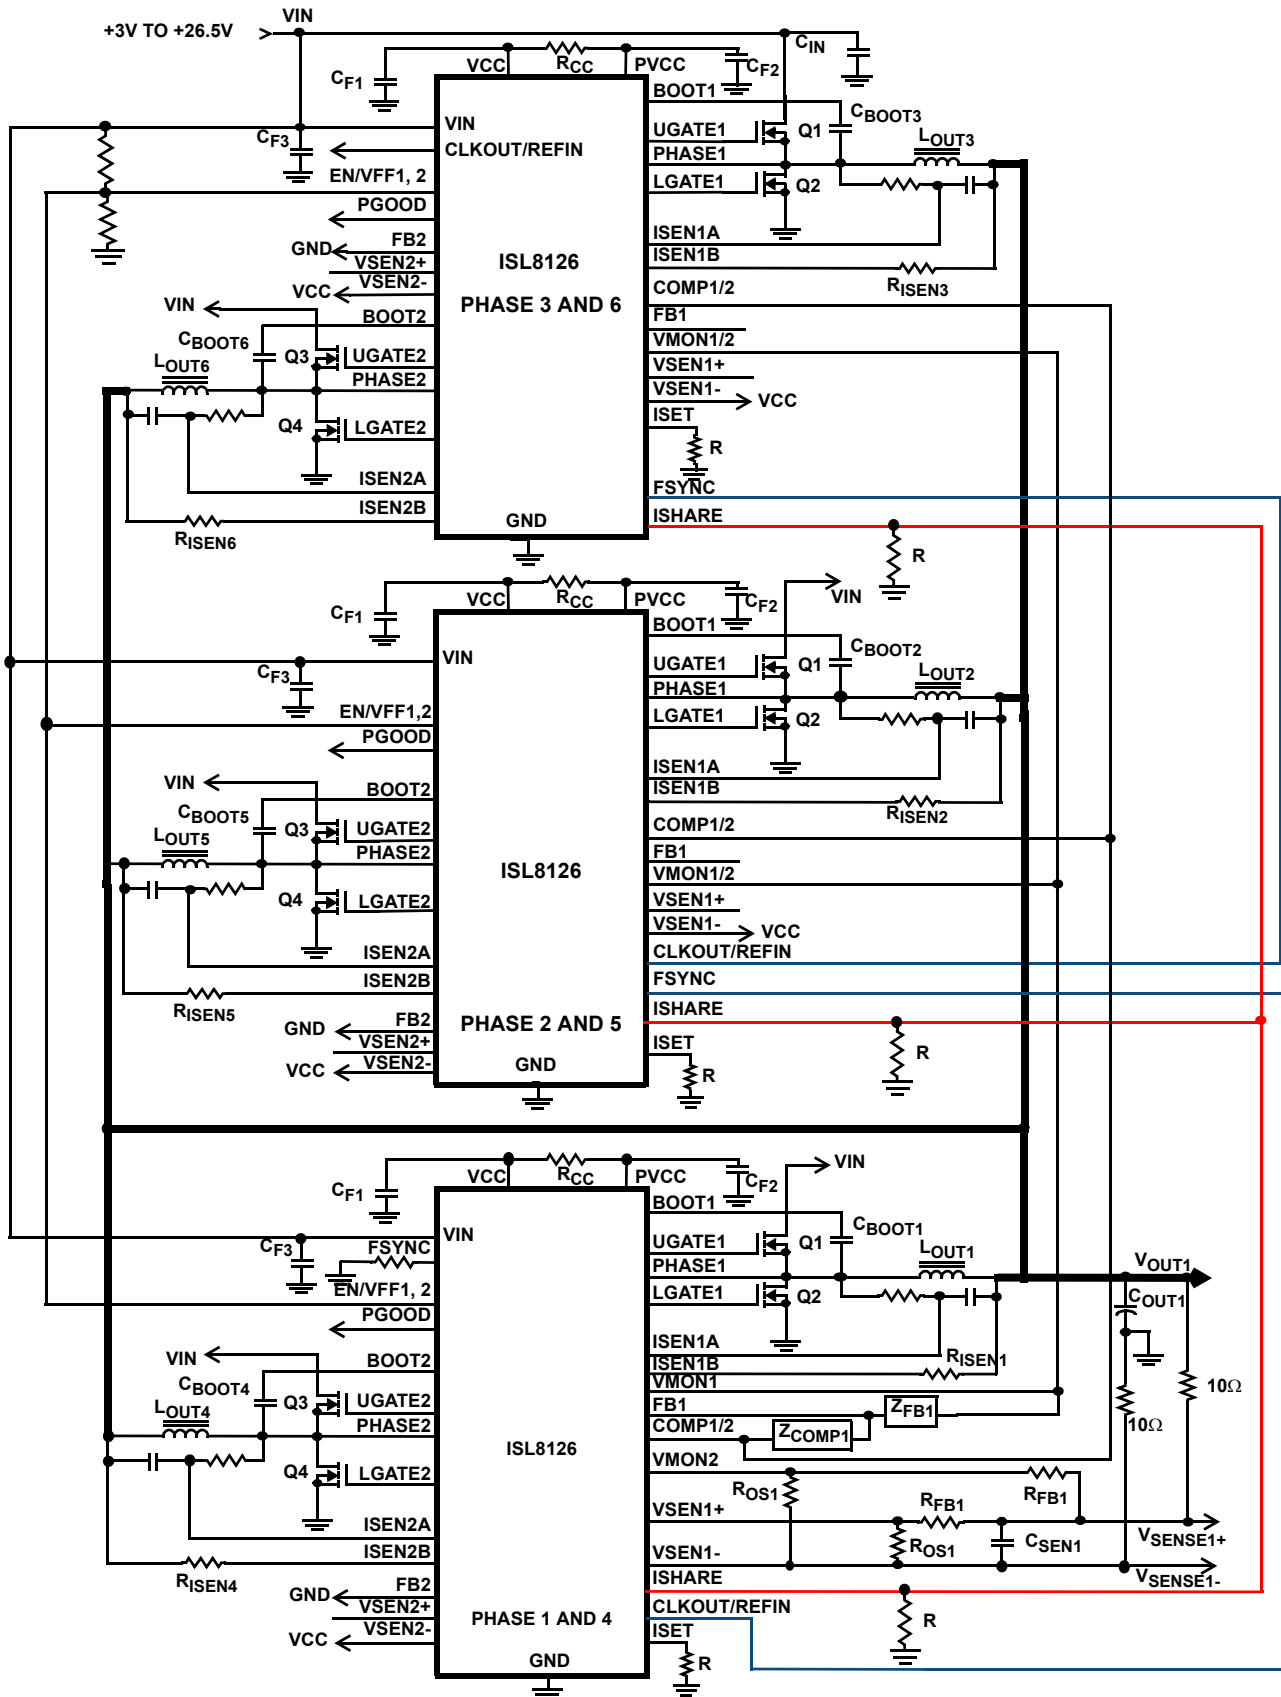 VIN
+3V TO +26.5V
CIN
VCC
RCC
PVCC
CF1
CF2
BOOT1
CBOOT3
VIN
UGATE1
Q1
LOUT3
CF3
CLKOUT/REFIN
PHASE1
EN/VFF1, 2
LGATE1
Q2
PGOOD
FB2
GND
ISEN1A
VSEN2+
ISL8126
ISEN1B
VSEN2-
VCC
RISEN3
COMP1/2
VIN
PHASE 3 AND 6
BOOT2
FB1
CBOOT6
VMON1/2
LOUT6
Q3
UGATE2
VSEN1+
PHASE2
VSEN1-
VCC
ISET
Q4
LGATE2
R
ISEN2A
FSYNC
ISEN2B
ISHARE
GND
RISEN6
R
VCC
RCC
PVCC
VIN
CF1
CF2
BOOT1
CBOOT2
VIN
UGATE1
Q1
LOUT2
CF3
PHASE1
EN/VFF1,2
LGATE1
Q2
PGOOD
ISEN1A
VIN
BOOT2
ISEN1B
CBOOT5
RISEN2
LOUT5
Q3
UGATE2
COMP1/2
PHASE2
FB1
ISL8126
VMON1/2
Q4
LGATE2
VSEN1+
VSEN1-
VCC
ISEN2A
CLKOUT/REFIN
ISEN2B
FSYNC
RISEN5
ISHARE
FB2
PHASE 2 AND 5
GND
VSEN2+
ISET
R
VSEN2-
VCC
GND
R
VCC
RCC
PVCC
VIN
CF1
CF2
BOOT1
CBOOT1
VIN
UGATE1
Q1
LOUT1
CF3
FSYNC
PHASE1
VOUT1
EN/VFF1, 2
LGATE1
Q2
COUT1
PGOOD
ISEN1A
VIN
BOOT2
ISEN1B
RISEN1
CBOOT4
VMON1
10Ω
LOUT4
Q3
UGATE2
FB1
ZFB1
PHASE2
COMP1/2
ZCOMP1
10Ω
ISL8126
VMON2
Q4
LGATE2
ROS1
RFB1
VSEN1+
RFB1
ISEN2A
VSENSE1+
ROS1
CSEN1
ISEN2B
VSEN1-
RISEN4
ISHARE
VSENSE1-
FB2
GND
CLKOUT/REFIN
VSEN2+
PHASE 1 AND 4
R
VSEN2-
ISET
VCC
GND
R